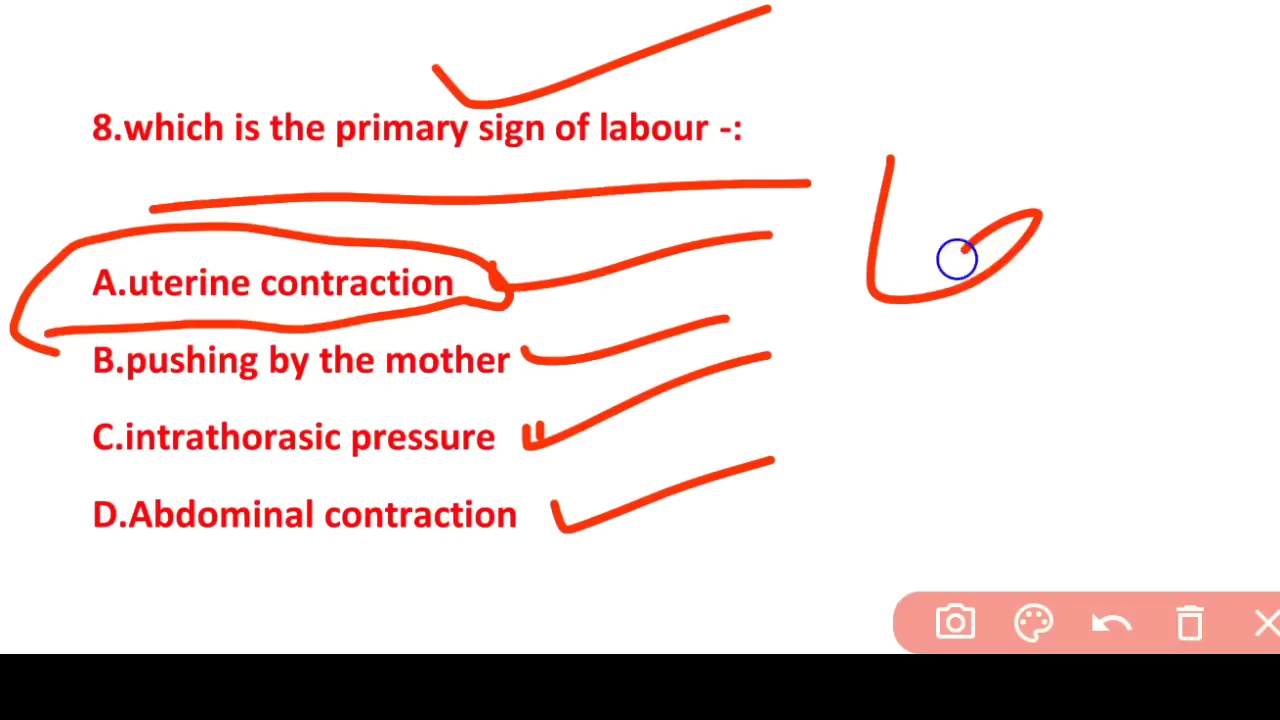 8.which is the primary sign of labour -:
A.uterine contraction
B.pushing by the mother
C.intrathorasic pressure
D.Abdominal contraction